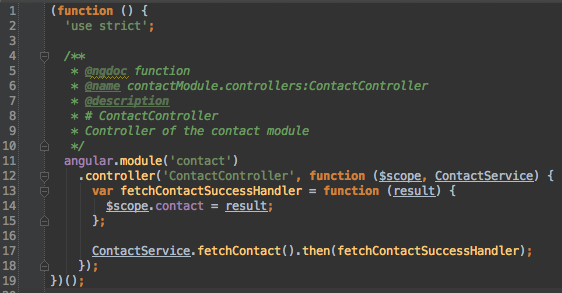 1 (function () {
2   'use strict';
3
4   /**
5    * @ngdoc function
6    * @name contactModule.controllers:ContactController
7    * @description
8    * # ContactController
9    * Controller of the contact module
10    */
11   angular.module('contact')
12     .controller('ContactController', function ($scope, ContactService) {
13       var fetchContactSuccessHandler = function (result) {
14         $scope.contact = result;
15       };
16
17       ContactService.fetchContact().then(fetchContactSuccessHandler);
18     });
19 })();